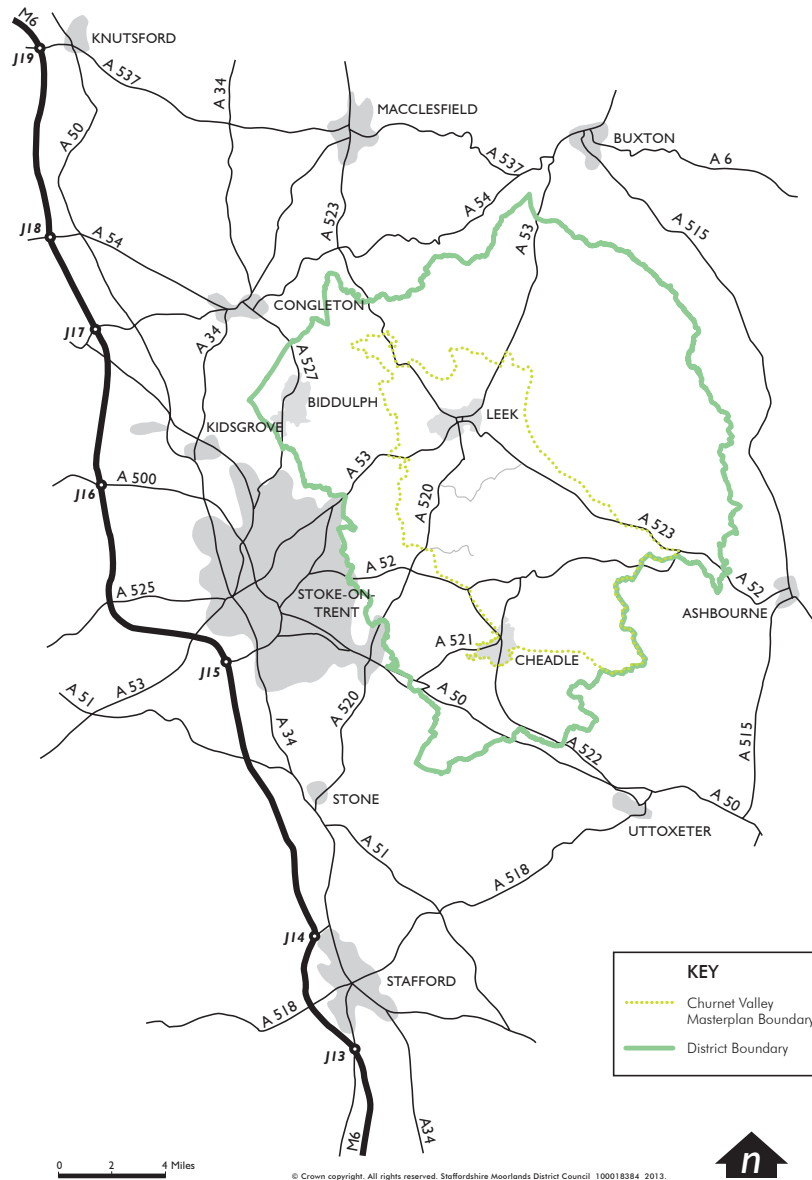 M6
KNUTSFORD
J19
A 537
A 34
MACCLESFIELD
A 50
BUXTON
A 537
A 6
A 54
A 523
A 53
A 515
J18
A 54
CONGLETON
J17
A 34
A 527
BIDDULPH
LEEK
KIDSGROVE
A 53
A 500
J16
A 520
A 523
A 52
A 52
A 525
STOKE-ON-
TRENT
ASHBOURNE
A 521
CHEADLE
J15
A 53
A 51
A 520
A 50
A 34
A 522
A 515
STONE
A 50
UTTOXETER
A 51
A 518
J14
STAFFORD
A 518
J13
M6
A34
KEY
Churnet Valley
Masterplan Boundary
District Boundary
0 2 4 Miles
© Crown copyright. All rights reserved. Staffordshire Moorlands District Council 100018384 2013.
n